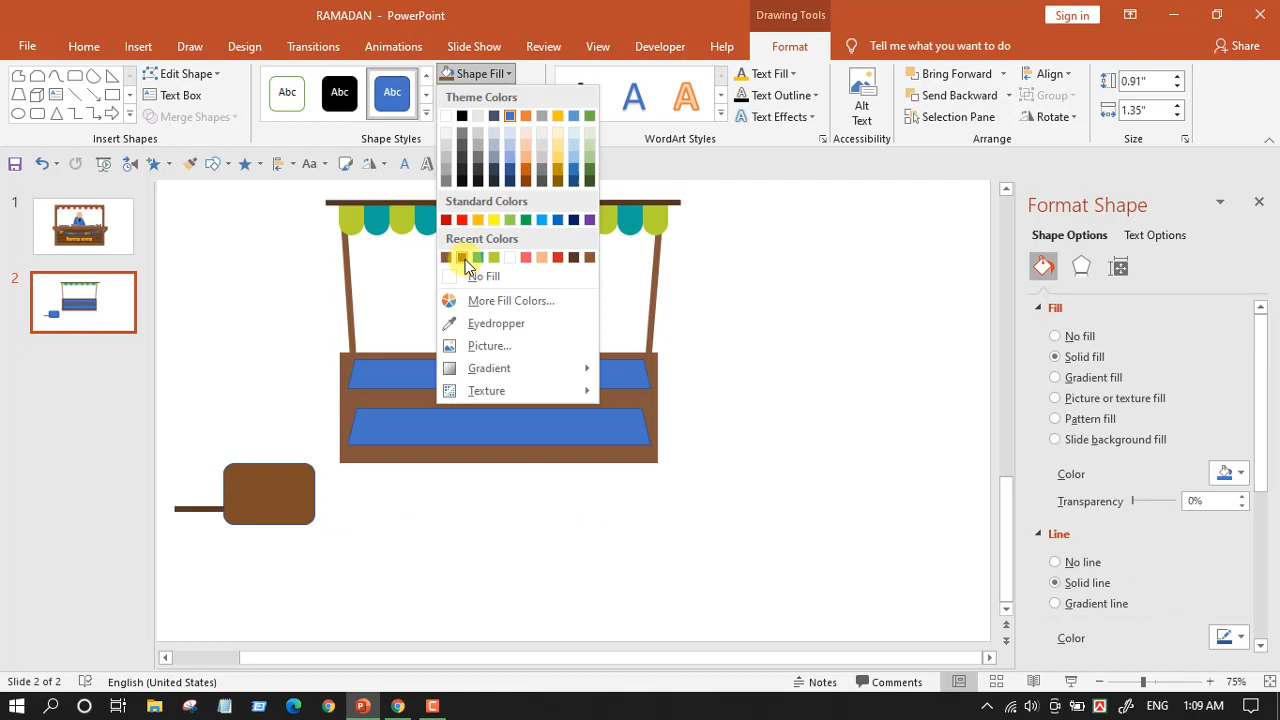 RAMADAN - PowerPoint
Drawing Tools
Sign in
File Home Insert Draw Design Transitions Animations Slide Show Review View Developer Help Format Tell me what you want to do Share
Edit Shape
Text Box
Merge Shapes
Insert Shapes
Abc Abc Abc
Shape Styles
Shape Fill
A A
Text Fill
Text Outline
Text Effects
WordArt Styles
Alt
Text
Accessibility
Bring Forward
Send Backward
Selection Pane
Align
Group
Rotate
Arrange
0.91"
1.35"
Size
Aa A A
Theme Colors
Standard Colors
Recent Colors
No Fill
More Fill Colors...
Eyedropper
Picture...
Gradient
Texture
1
2
Format Shape
Shape Options Text Options
Fill
No fill
Solid fill
Gradient fill
Picture or texture fill
Pattern fill
Slide background fill
Color
Transparency 0%
Line
No line
Solid line
Gradient line
Color
Slide 2 of 2 English (United States) Notes Comments 75%
1:09 AM